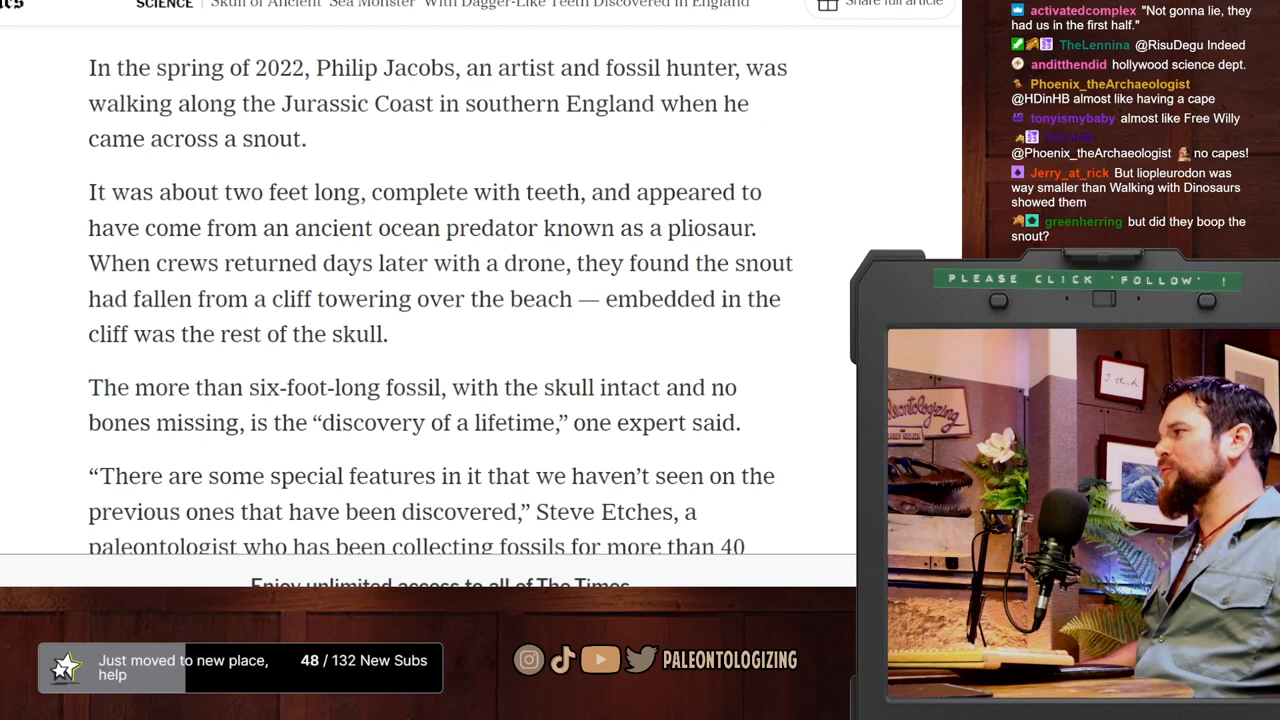 SCIENCE Skull of Ancient 'Sea Monster' With Dagger-Like Teeth Discovered in England Share full article
In the spring of 2022, Philip Jacobs, an artist and fossil hunter, was
walking along the Jurassic Coast in southern England when he
came across a snout.
It was about two feet long, complete with teeth, and appeared to
have come from an ancient ocean predator known as a pliosaur.
When crews returned days later with a drone, they found the snout
had fallen from a cliff towering over the beach — embedded in the
cliff was the rest of the skull.
The more than six-foot-long fossil, with the skull intact and no
bones missing, is the “discovery of a lifetime,” one expert said.
“There are some special features in it that we haven’t seen on the
previous ones that have been discovered,” Steve Etches, a
paleontologist who has been collecting fossils for more than 40
Enjoy unlimited access to all of The Times
activatedcomplex "Not gonna lie, they
had us in the first half."
TheLennina @RisuDegu Indeed
anditthendid hollywood science dept.
Phoenix_theArchaeologist
@HDinHB almost like having a cape
tonyismybaby almost like Free Willy
HDinHB
@Phoenix_theArchaeologist no capes!
Jerry_at_rick But liopleurodon was
way smaller than Walking with Dinosaurs
showed them
greenherring but did they boop the
snout?
PLEASE CLICK 'FOLLOW' !
Paleontologizing
Just moved to new place,
help
48 / 132 New Subs
PALEONTOLOGIZING